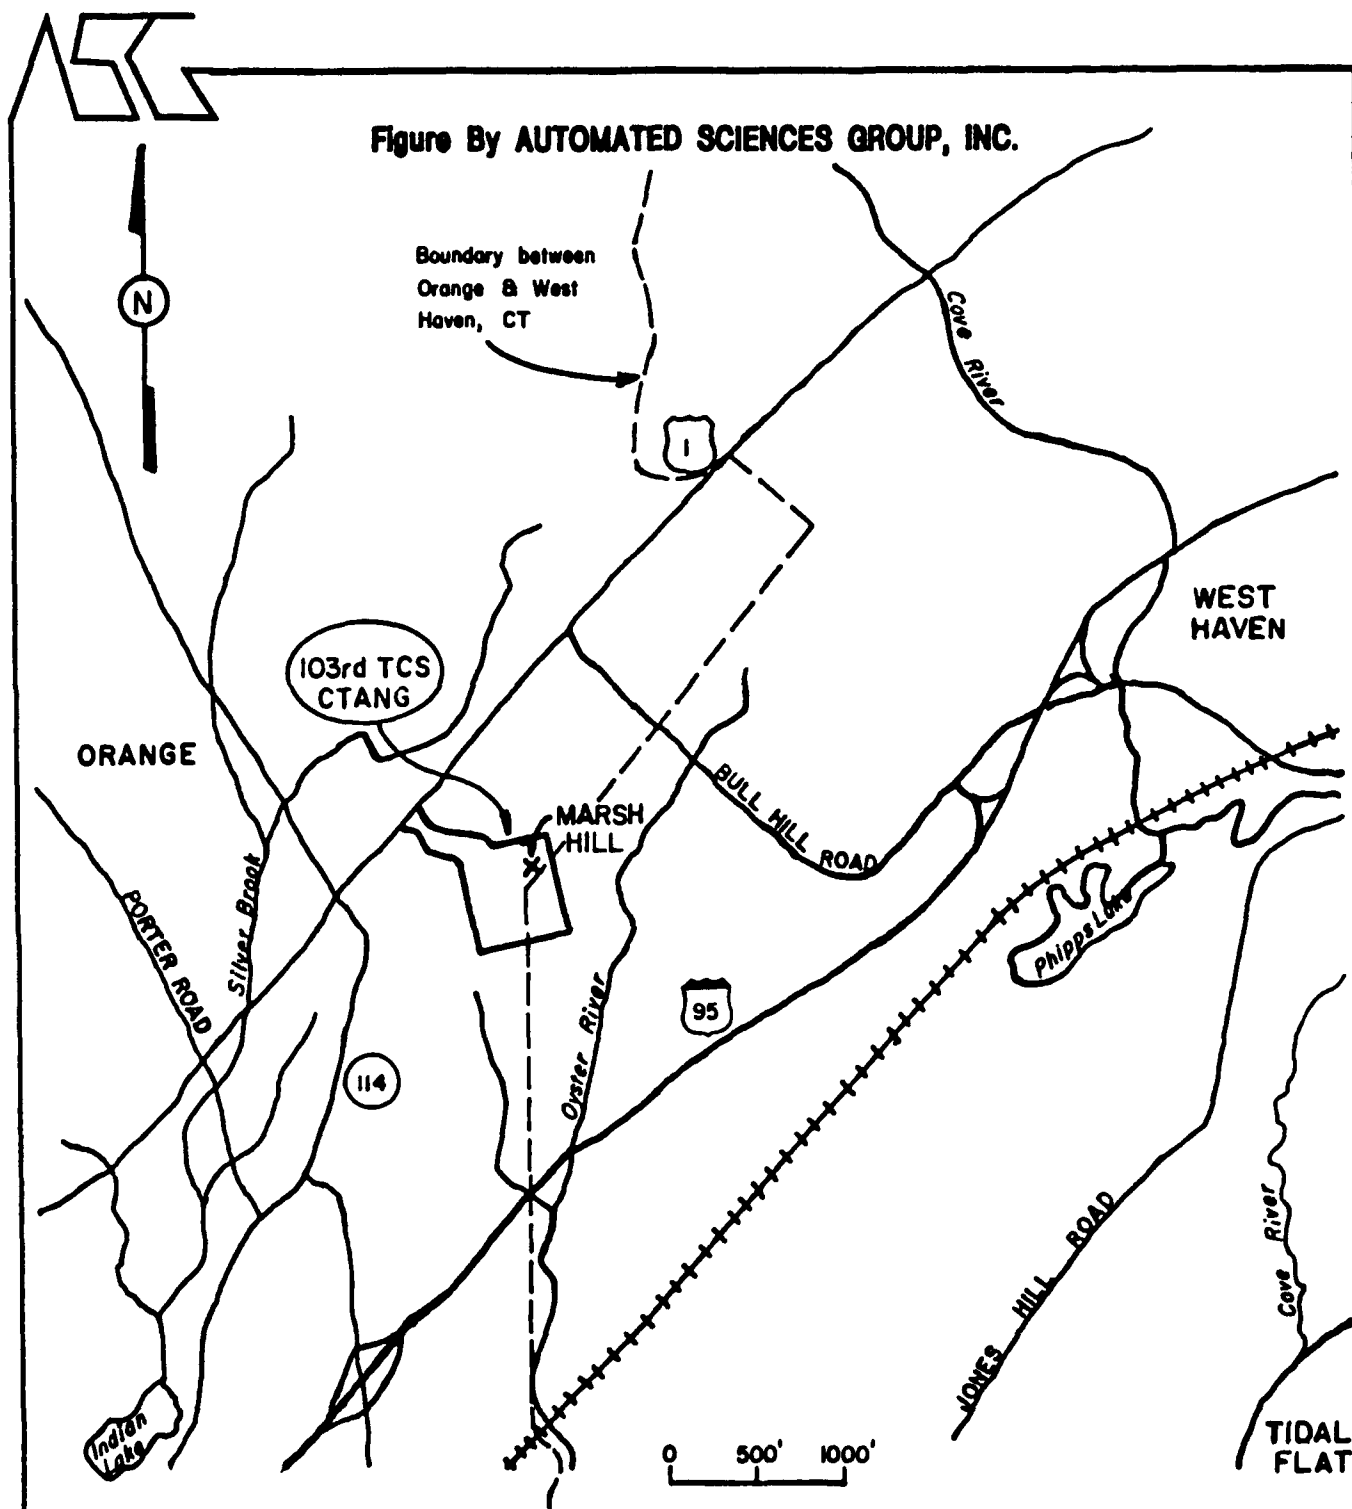 ASC
Figure By AUTOMATED SCIENCES GROUP, INC.
Boundary between
Orange & West
Haven, CT
N
Cove River
1
WEST
HAVEN
103rd TCS
CTANG
ORANGE
MARSH
HILL
BULL HILL ROAD
Silver Brook
PORTER ROAD
Phipps Lake
95
Oyster River
114
JONES HILL ROAD
Cove River
Indian
Lake
0 500' 1000'
TIDAL
FLAT